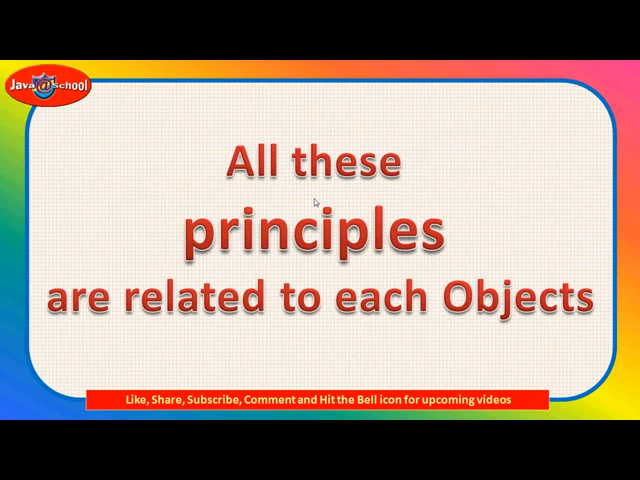 Java@School
All these
principles
are related to each Objects
Like, Share, Subscribe, Comment and Hit the Bell icon for upcoming videos